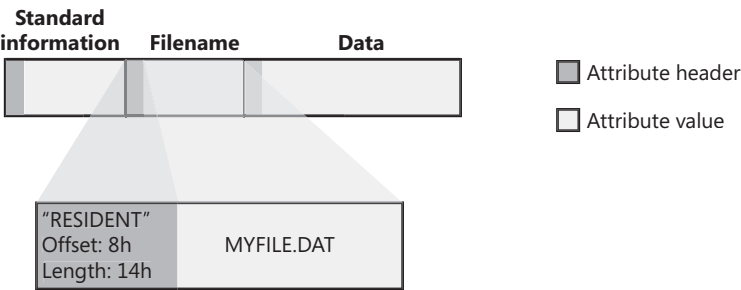 Standard
information
Filename
Data
Attribute header
Attribute value
“RESIDENT”
Offset: 8h
Length: 14h
MYFILE.DAT